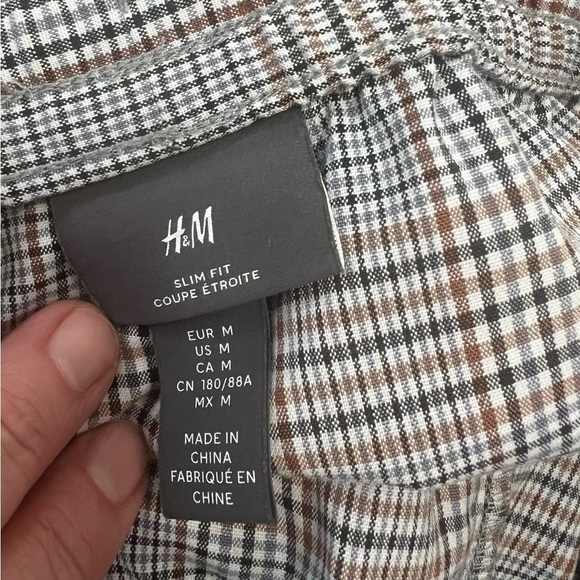 H&M
SLIM FIT
COUPE ÉTROITE
EUR M
US M
CA M
CN 180/88A
MX M
MADE IN
CHINA
FABRIQUÉ EN
CHINE